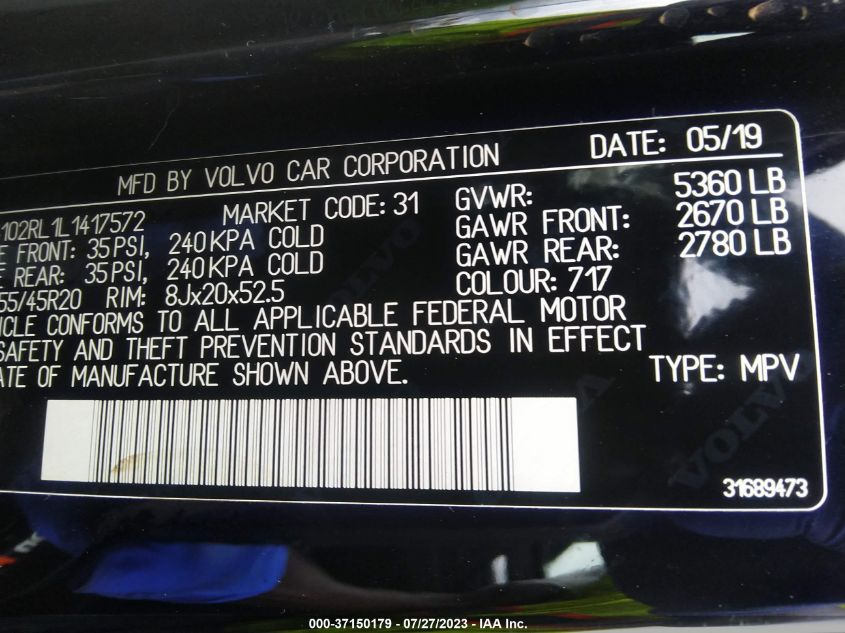 MFD BY VOLVO CAR CORPORATION DATE: 05/19
102RL1L1417572 MARKET CODE: 31 GVWR: 5360 LB
E FRONT: 35 PSI, 240 KPA COLD GAWR FRONT: 2670 LB
E REAR: 35 PSI, 240 KPA COLD GAWR REAR: 2780 LB
55/45R20 RIM: 8Jx20x52.5 COLOUR: 717
ICLE CONFORMS TO ALL APPLICABLE FEDERAL MOTOR
SAFETY AND THEFT PREVENTION STANDARDS IN EFFECT
ATE OF MANUFACTURE SHOWN ABOVE. TYPE: MPV
VOLVO
VOLVO
31689473
000-37150179 - 07/27/2023 - IAA Inc.